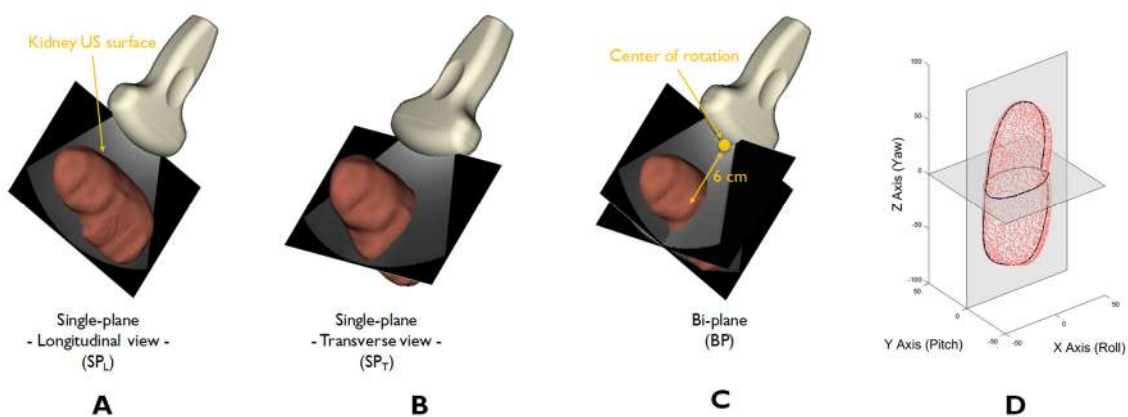 Kidney US surface
Single-plane
- Longitudinal view -
(SPL)
A
Single-plane
- Transverse view -
(SPT)
B
Center of rotation
6 cm
Bi-plane
(BP)
C
100
50
0
-50
-100
Z Axis (Yaw)
50
0
-50
Y Axis (Pitch)
-50
0
50
X Axis (Roll)
D